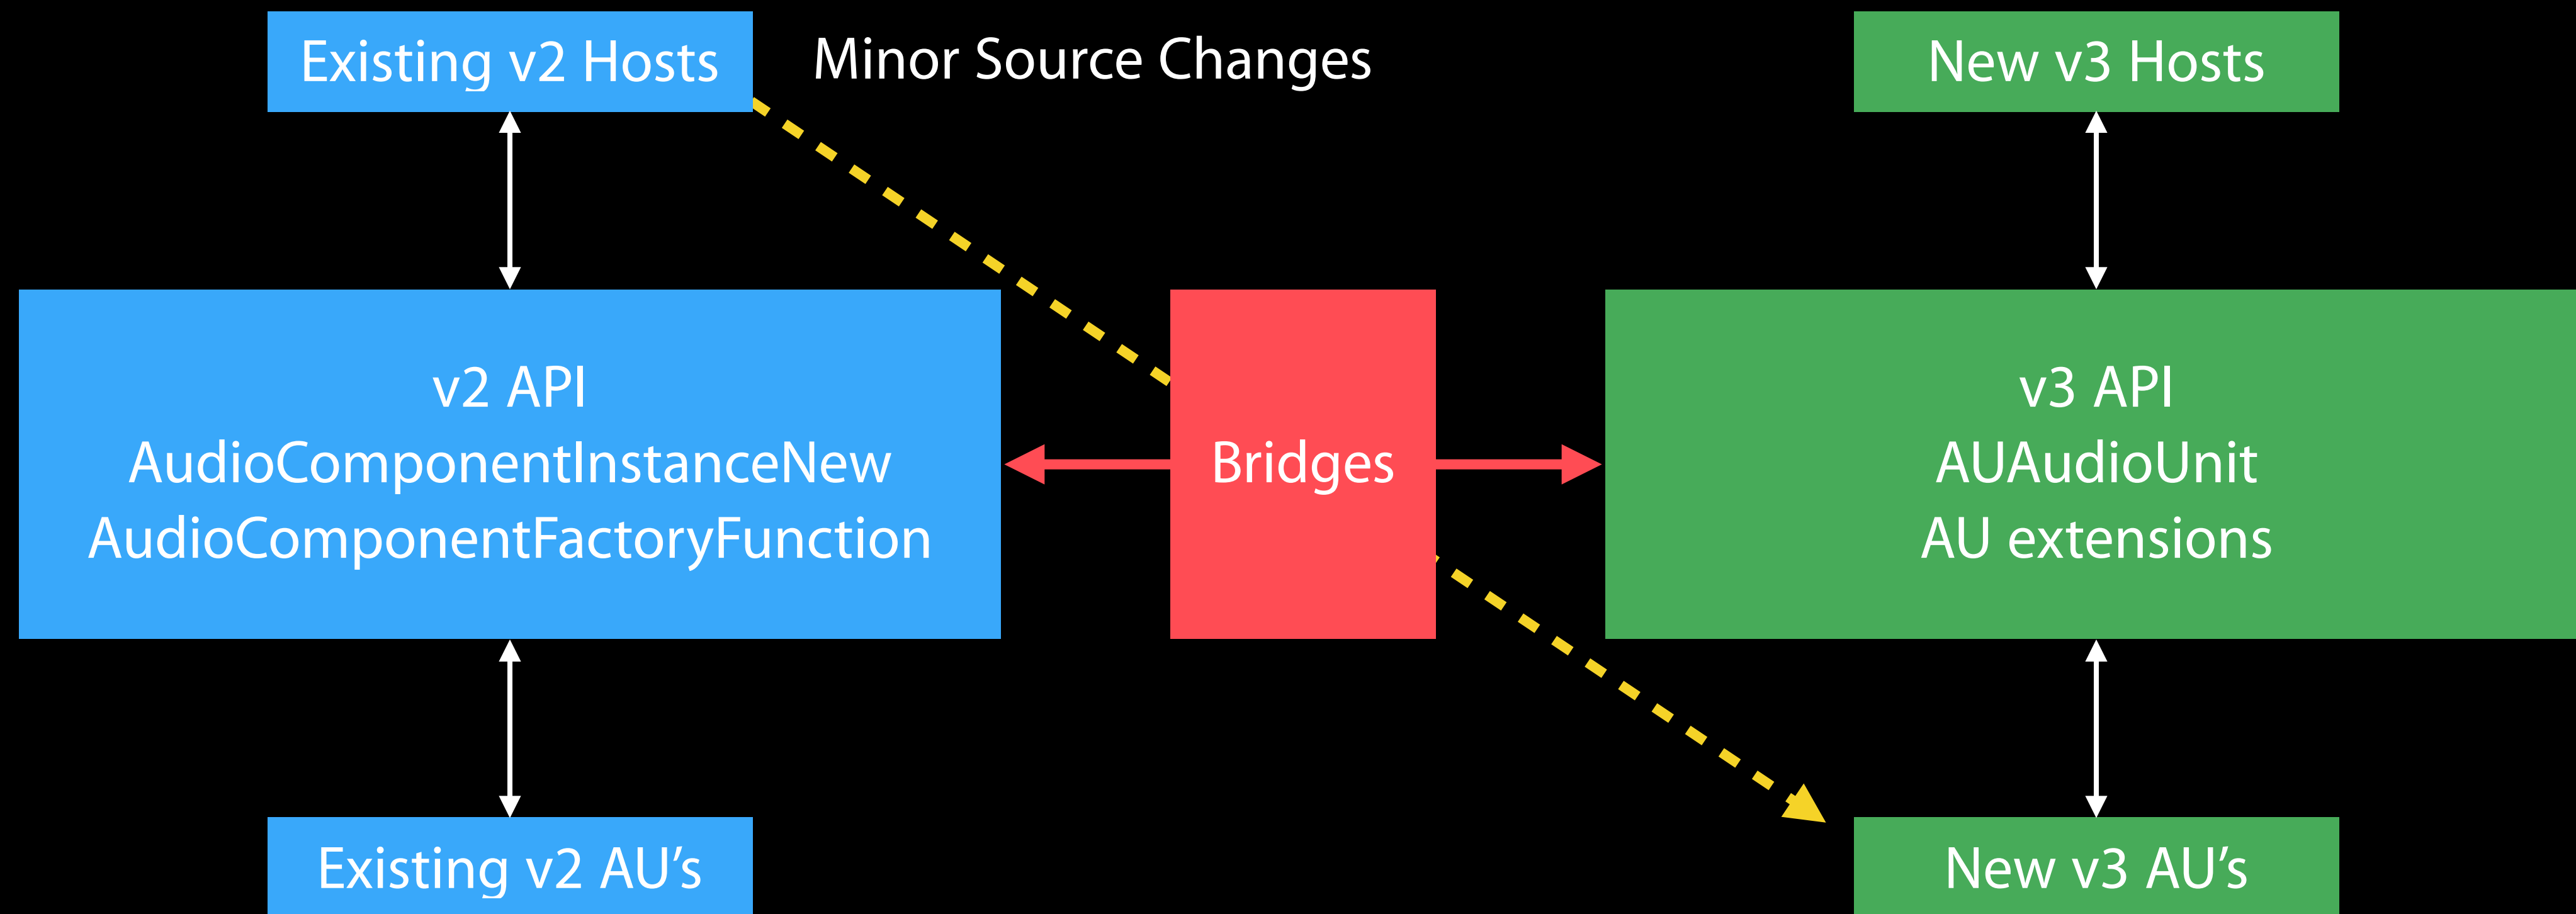 Existing v2 Hosts
Minor Source Changes
New v3 Hosts
v2 API
AudioComponentInstanceNew
AudioComponentFactoryFunction
Bridges
v3 API
AUAudioUnit
AU extensions
Existing v2 AU’s
New v3 AU’s